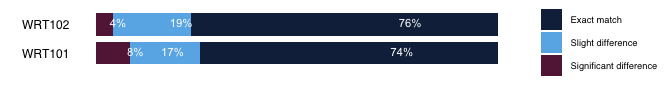 WRT102 4% 19% 76%
WRT101 8% 17% 74%
Exact match
Slight difference
Significant difference